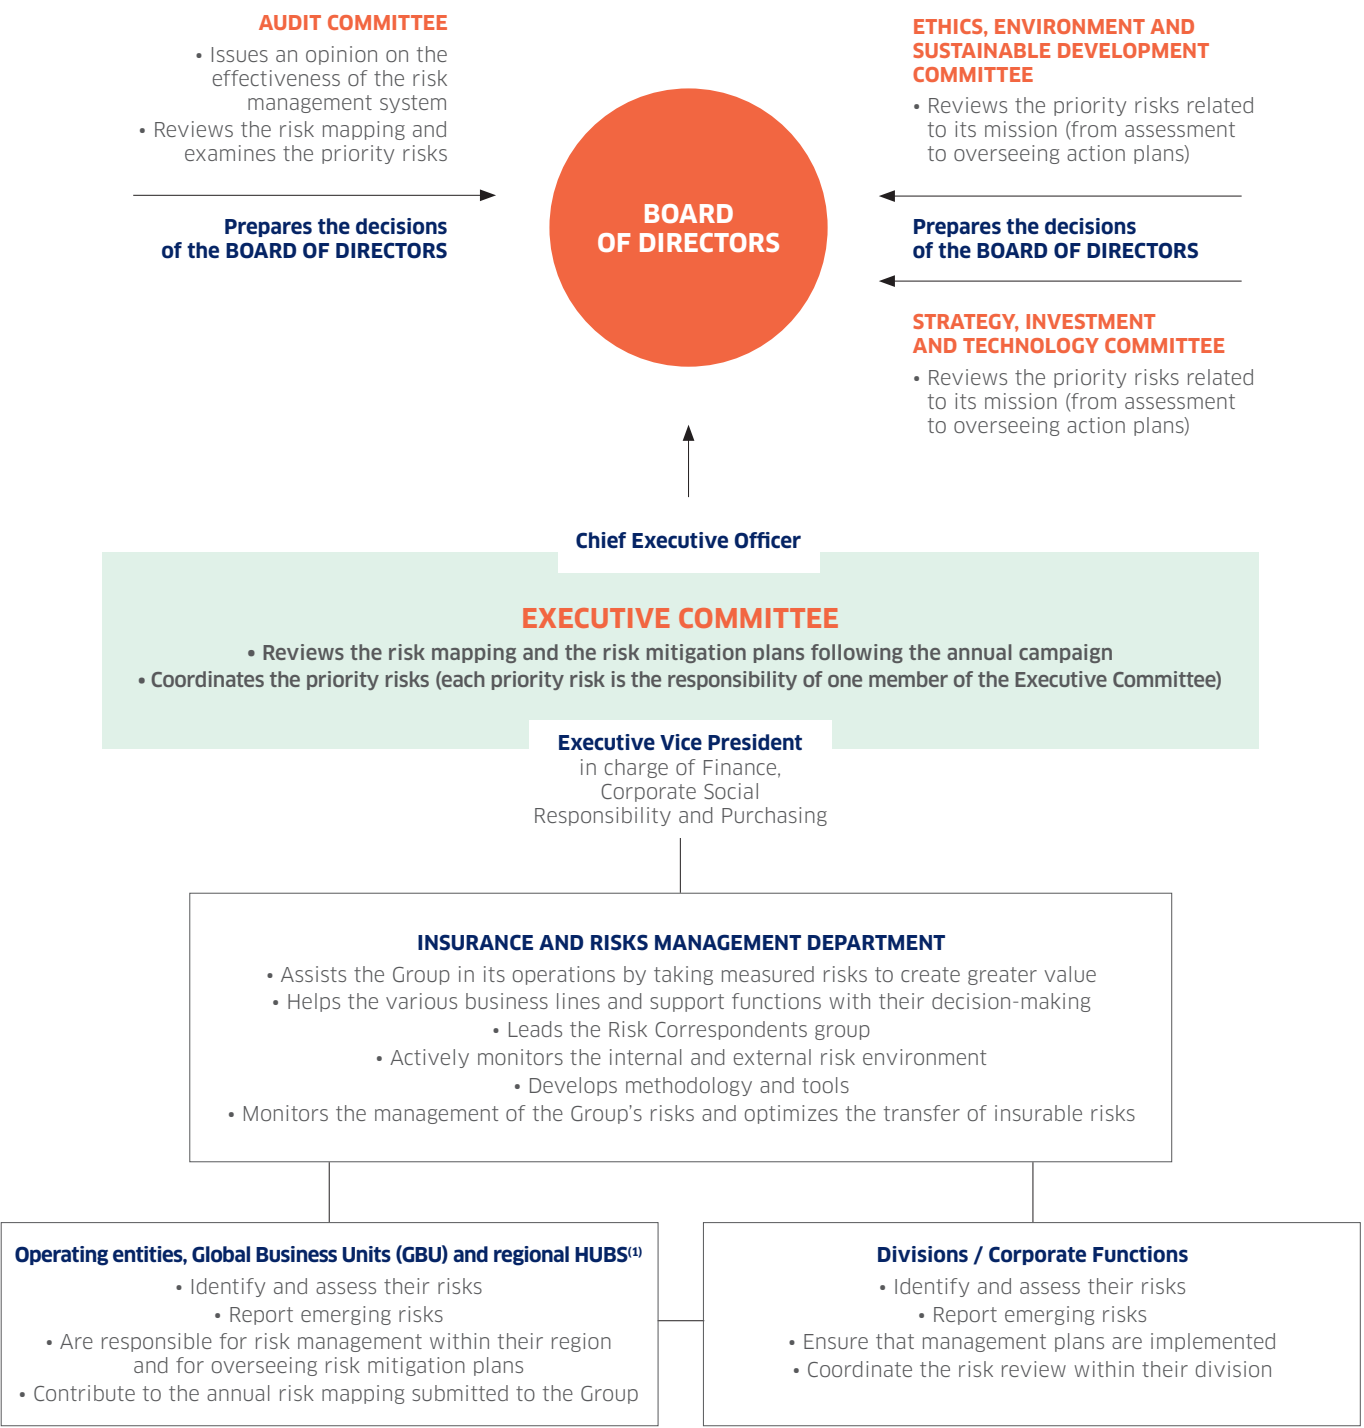 AUDIT COMMITTEE
• Issues an opinion on the
effectiveness of the risk
management system
• Reviews the risk mapping and
examines the priority risks
Prepares the decisions
of the BOARD OF DIRECTORS
BOARD
OF DIRECTORS
ETHICS, ENVIRONMENT AND
SUSTAINABLE DEVELOPMENT
COMMITTEE
• Reviews the priority risks related
to its mission (from assessment
to overseeing action plans)
Prepares the decisions
of the BOARD OF DIRECTORS
STRATEGY, INVESTMENT
AND TECHNOLOGY COMMITTEE
• Reviews the priority risks related
to its mission (from assessment
to overseeing action plans)
Chief Executive Officer
EXECUTIVE COMMITTEE
• Reviews the risk mapping and the risk mitigation plans following the annual campaign
• Coordinates the priority risks (each priority risk is the responsibility of one member of the Executive Committee)
Executive Vice President
in charge of Finance,
Corporate Social
Responsibility and Purchasing
INSURANCE AND RISKS MANAGEMENT DEPARTMENT
• Assists the Group in its operations by taking measured risks to create greater value
• Helps the various business lines and support functions with their decision-making
• Leads the Risk Correspondents group
• Actively monitors the internal and external risk environment
• Develops methodology and tools
• Monitors the management of the Group's risks and optimizes the transfer of insurable risks
Operating entities, Global Business Units (GBU) and regional HUBS(1)
• Identify and assess their risks
• Report emerging risks
• Are responsible for risk management within their region
and for overseeing risk mitigation plans
• Contribute to the annual risk mapping submitted to the Group
Divisions / Corporate Functions
• Identify and assess their risks
• Report emerging risks
• Ensure that management plans are implemented
• Coordinate the risk review within their division